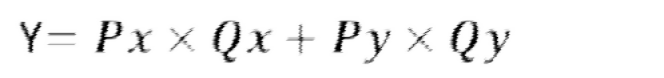 Y= Px × Qx + Py × Qy